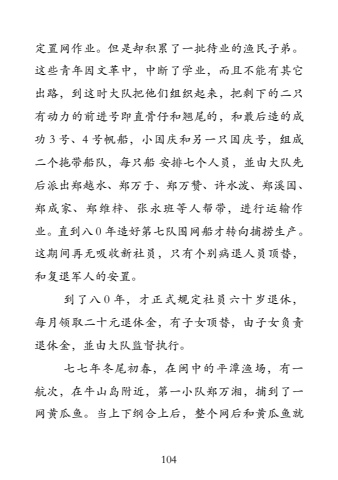 定置网作业。但是却积累了一批待业的渔民子弟。
这些青年因文革中，中断了学业，而且不能有其它
出路，到这时大队把他们组织起来，把剩下的二只
有动力的前进号即直骨仔和翘尾的，和最后造的成
功 3 号、4 号帆船，小国庆和另一只国庆号，组成
二个拖带船队，每只船 安排七个人员，並由大队先
后派出郑越水、郑万于、郑万赞、许水泼、郑溪国、
郑成家、郑维梓、张永班等人帮带，进行运输作
业。直到八０年造好第七队围网船才转向捕捞生产。
这期间再无吸收新社员，只有个别病退人员顶替，
和复退军人的安置。
到了八０年，才正式规定社员六十岁退休，
每月领取二十元退休金，有子女顶替，由子女负责
退休金，並由大队监督执行。
七七年冬尾初春，在闽中的平潭渔场，有一
航次，在牛山岛附近，第一小队郑万湘，捕到了一
网黄瓜鱼。当上下纲合上后，整个网后和黄瓜鱼就
104